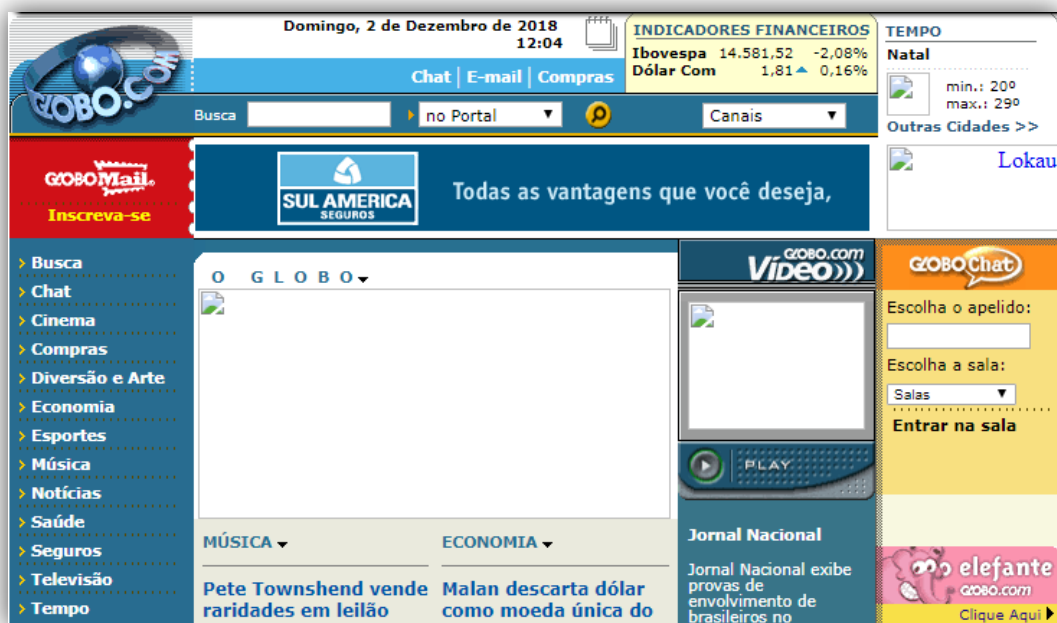 GLOBO.COM
Domingo, 2 de Dezembro de 2018
12:04
Chat | E-mail | Compras
INDICADORES FINANCEIROS
Ibovespa 14.581,52 -2,08%
Dólar Com 1,81 0,16%
TEMPO
Natal
min.: 20º
max.: 29º
Outras Cidades >>
Busca
no Portal
Canais
GLOBOMail
Inscreva-se
SUL AMERICA
SEGUROS
Todas as vantagens que você deseja,
Lokau
Busca
Chat
Cinema
Compras
Diversão e Arte
Economia
Esportes
Música
Notícias
Saúde
Seguros
Televisão
Tempo
O GLOBO
MÚSICA
Pete Townshend vende
raridades em leilão
ECONOMIA
Malan descarta dólar
como moeda única do
GLOBO.com
Vídeo)))
PLAY
Jornal Nacional
Jornal Nacional exibe
provas de
envolvimento de
brasileiros no
GLOBOChat
Escolha o apelido:
Escolha a sala:
Salas
Entrar na sala
elefante
GLOBO.com
Clique Aqui